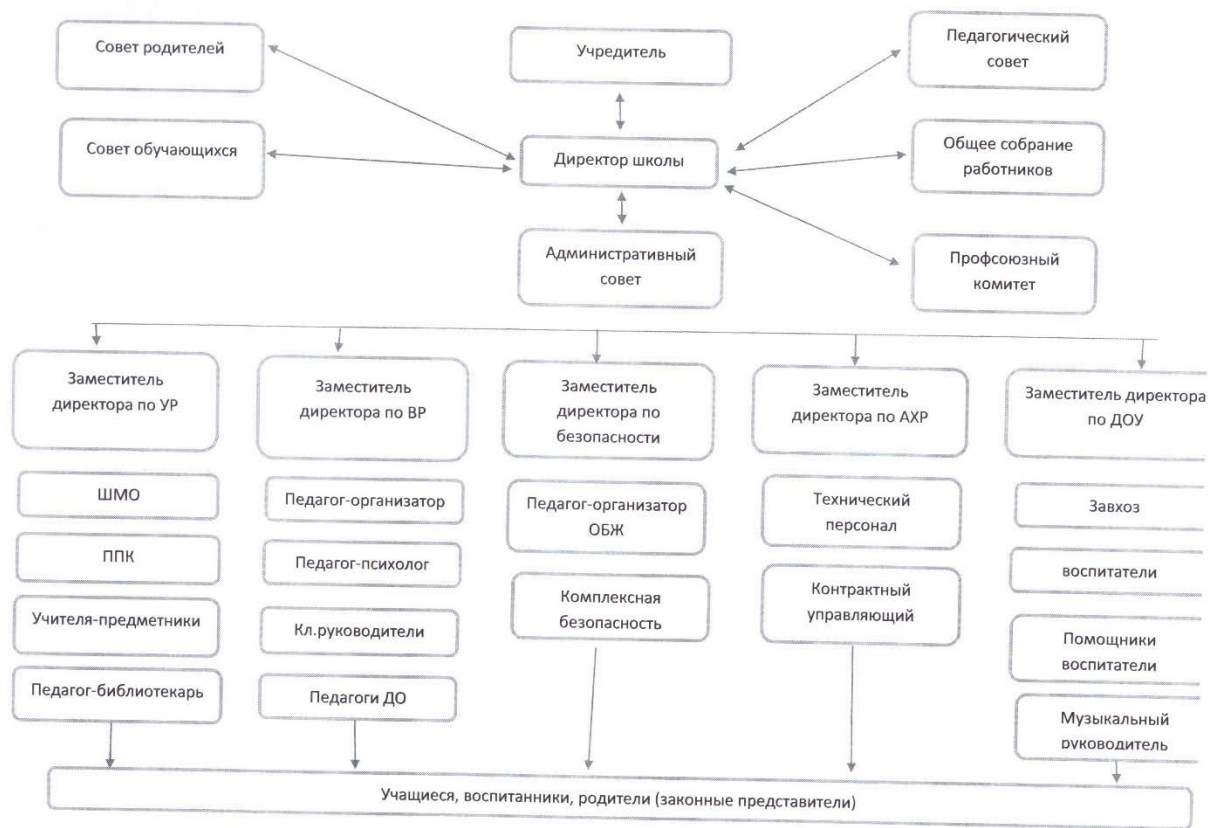 Совет родителей
Учредитель
Педагогический
совет
Совет обучающихся
Директор школы
Общее собрание
работников
Административный
совет
Профсоюзный
комитет
Заместитель
директора по УР
Заместитель
директора по ВР
Заместитель
директора по
безопасности
Заместитель
директора по АХР
Заместитель директора
по ДОУ
ШМО
ППК
Учителя-предметники
Педагог-библиотекарь
Педагог-организатор
Педагог-психолог
Кл.руководители
Педагоги ДО
Педагог-организатор
ОБЖ
Комплексная
безопасность
Технический
персонал
Контрактный
управляющий
Завхоз
воспитатели
Помощники
воспитатели
Музыкальный
руководитель
Учащиеся, воспитанники, родители (законные представители)